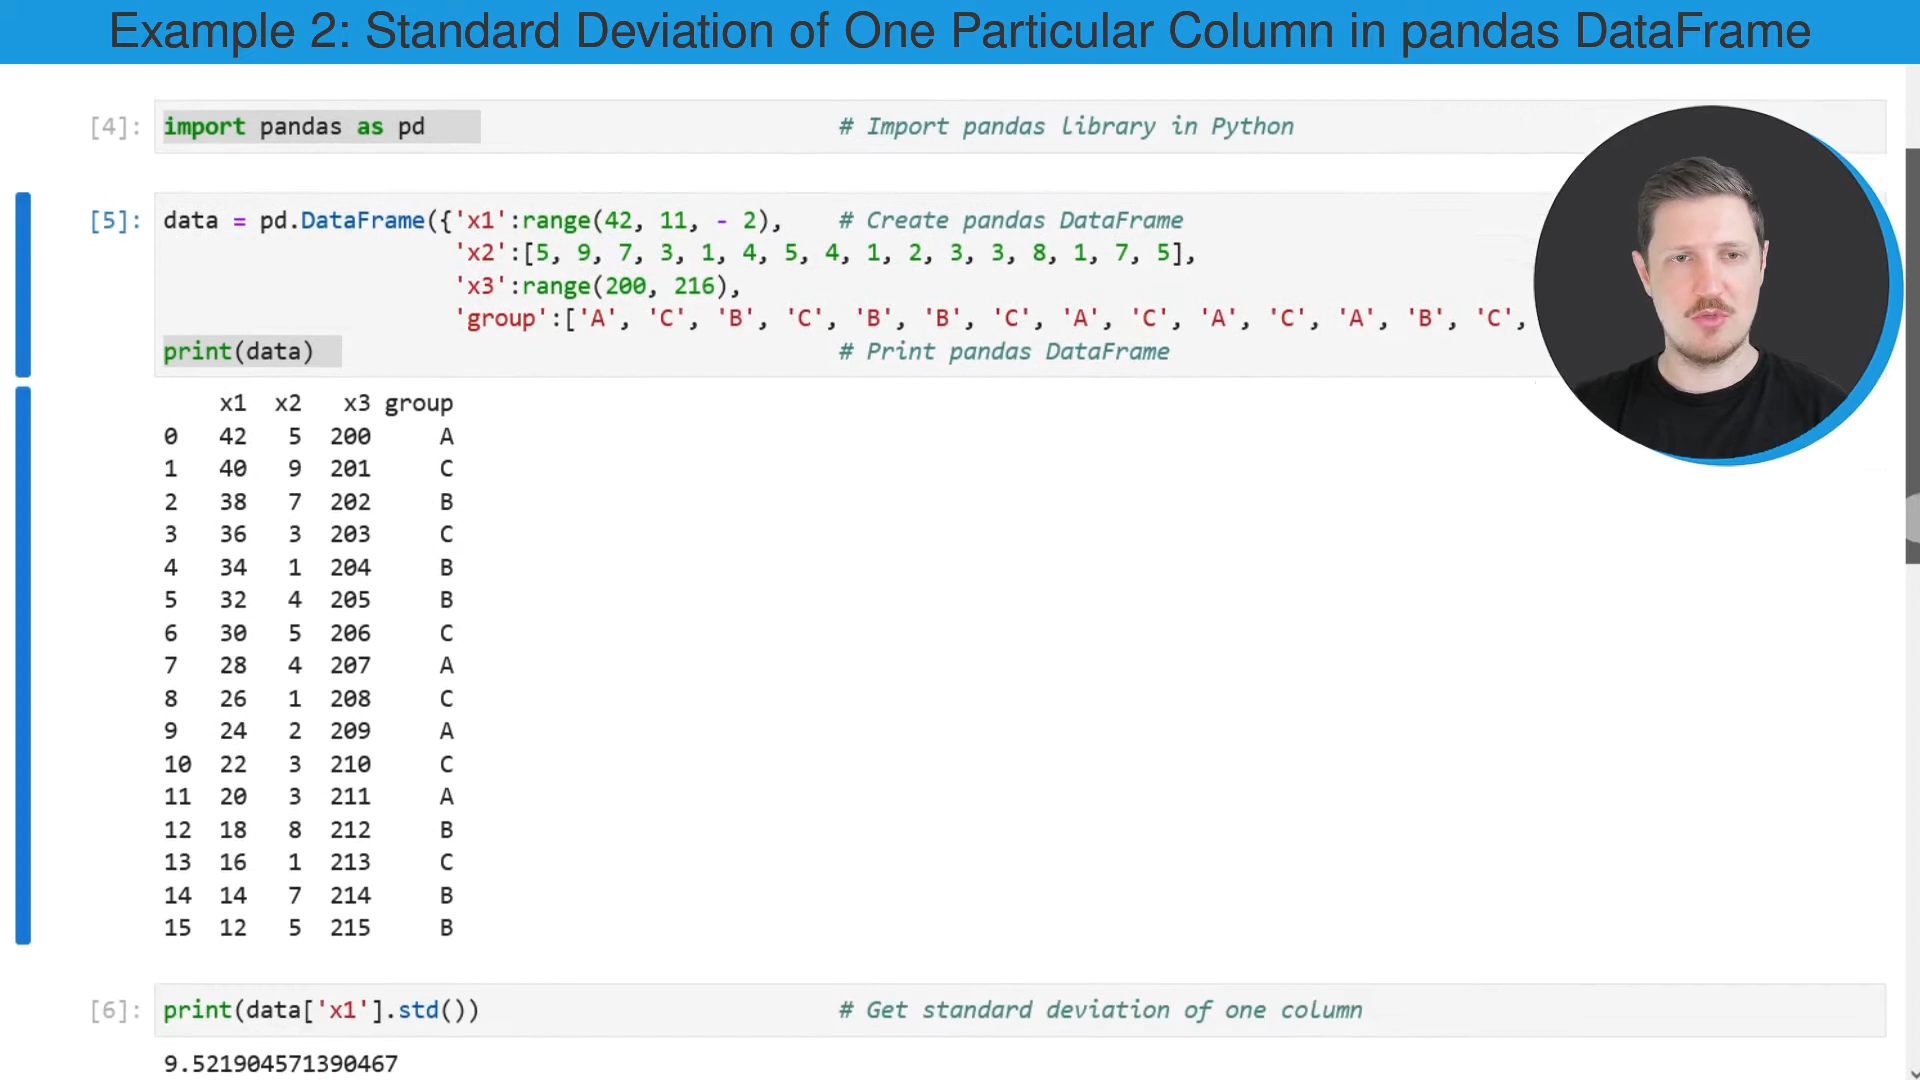 Example 2: Standard Deviation of One Particular Column in pandas DataFrame
[4]: import pandas as pd # Import pandas library in Python
[5]: data = pd.DataFrame({'x1':range(42, 11, - 2), # Create pandas DataFrame
'x2':[5, 9, 7, 3, 1, 4, 5, 4, 1, 2, 3, 3, 8, 1, 7, 5],
'x3':range(200, 216),
'group':['A', 'C', 'B', 'C', 'B', 'B', 'C', 'A', 'C', 'A', 'C', 'A', 'B', 'C',
print(data) # Print pandas DataFrame
x1 x2 x3 group
0 42 5 200 A
1 40 9 201 C
2 38 7 202 B
3 36 3 203 C
4 34 1 204 B
5 32 4 205 B
6 30 5 206 C
7 28 4 207 A
8 26 1 208 C
9 24 2 209 A
10 22 3 210 C
11 20 3 211 A
12 18 8 212 B
13 16 1 213 C
14 14 7 214 B
15 12 5 215 B
[6]: print(data['x1'].std()) # Get standard deviation of one column
9.521904571390467